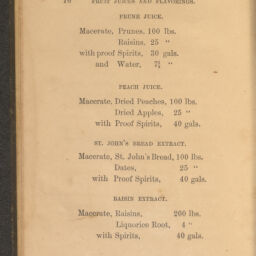 16 FRUIT JUICES AND FLAVORINGS.
PRUNE JUICE.
Macerate, Prunes, 100 lbs.
Raisins, 25 "
with proof Spirits, 30 gals.
and Water, 7½ "
PEACH JUICE.
Macerate, Dried Peaches, 100 lbs.
Dried Apples, 25 "
with Proof Spirits, 40 gals.
ST. JOHN'S BREAD EXTRACT.
Macerate, St. John's Bread, 100 lbs.
Dates, 25 "
with Proof Spirits, 40 gals.
RAISIN EXTRACT.
Macerate, Raisins, 200 lbs.
Liquorice Root, 4 "
with Spirits, 40 gals.